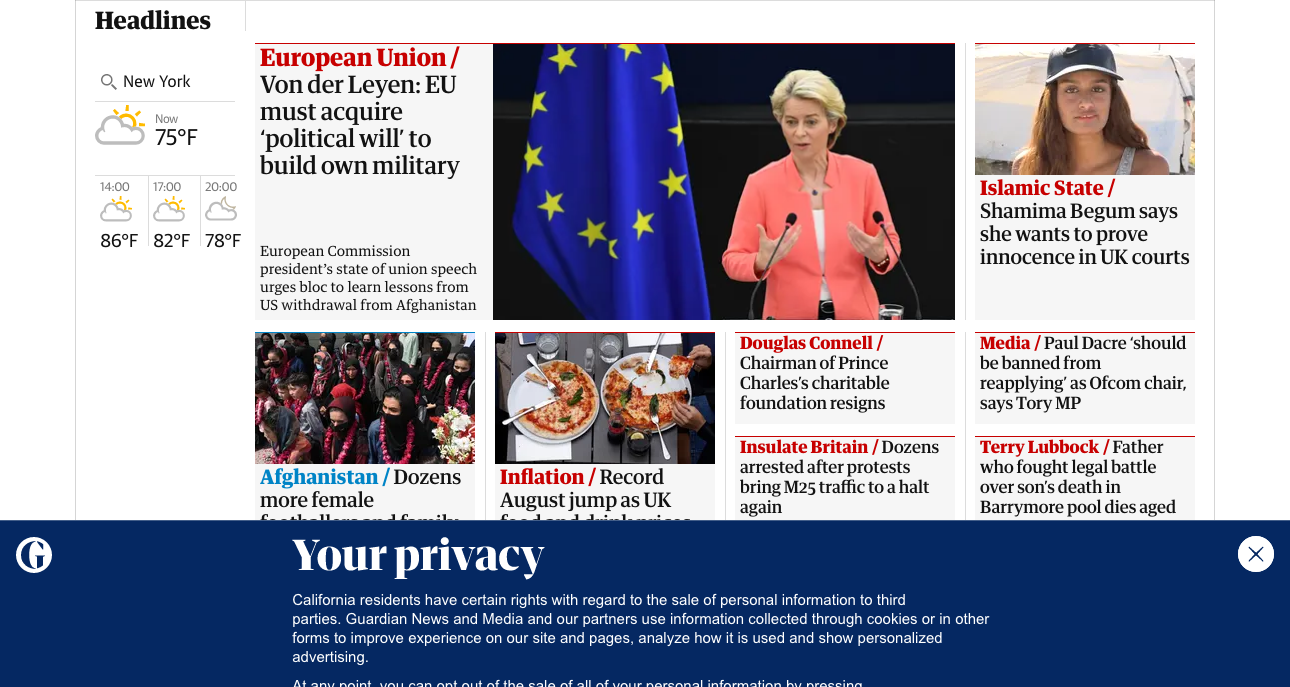 Headlines
New York
Now
75°F
14:00
17:00
20:00
86°F
82°F
78°F
European Union /
Von der Leyen: EU
must acquire
‘political will’ to
build own military
European Commission
president’s state of union speech
urges bloc to learn lessons from
US withdrawal from Afghanistan
Islamic State /
Shamima Begum says
she wants to prove
innocence in UK courts
Afghanistan / Dozens
more female
footballers and family
Inflation / Record
August jump as UK
food and drink prices
Douglas Connell /
Chairman of Prince
Charles’s charitable
foundation resigns
Insulate Britain / Dozens
arrested after protests
bring M25 traffic to a halt
again
Media / Paul Dacre ‘should
be banned from
reapplying’ as Ofcom chair,
says Tory MP
Terry Lubbock / Father
who fought legal battle
over son’s death in
Barrymore pool dies aged
G
Your privacy
California residents have certain rights with regard to the sale of personal information to third
parties. Guardian News and Media and our partners use information collected through cookies or in other
forms to improve experience on our site and pages, analyze how it is used and show personalized
advertising.
At any point, you can opt out of the sale of all of your personal information by pressing